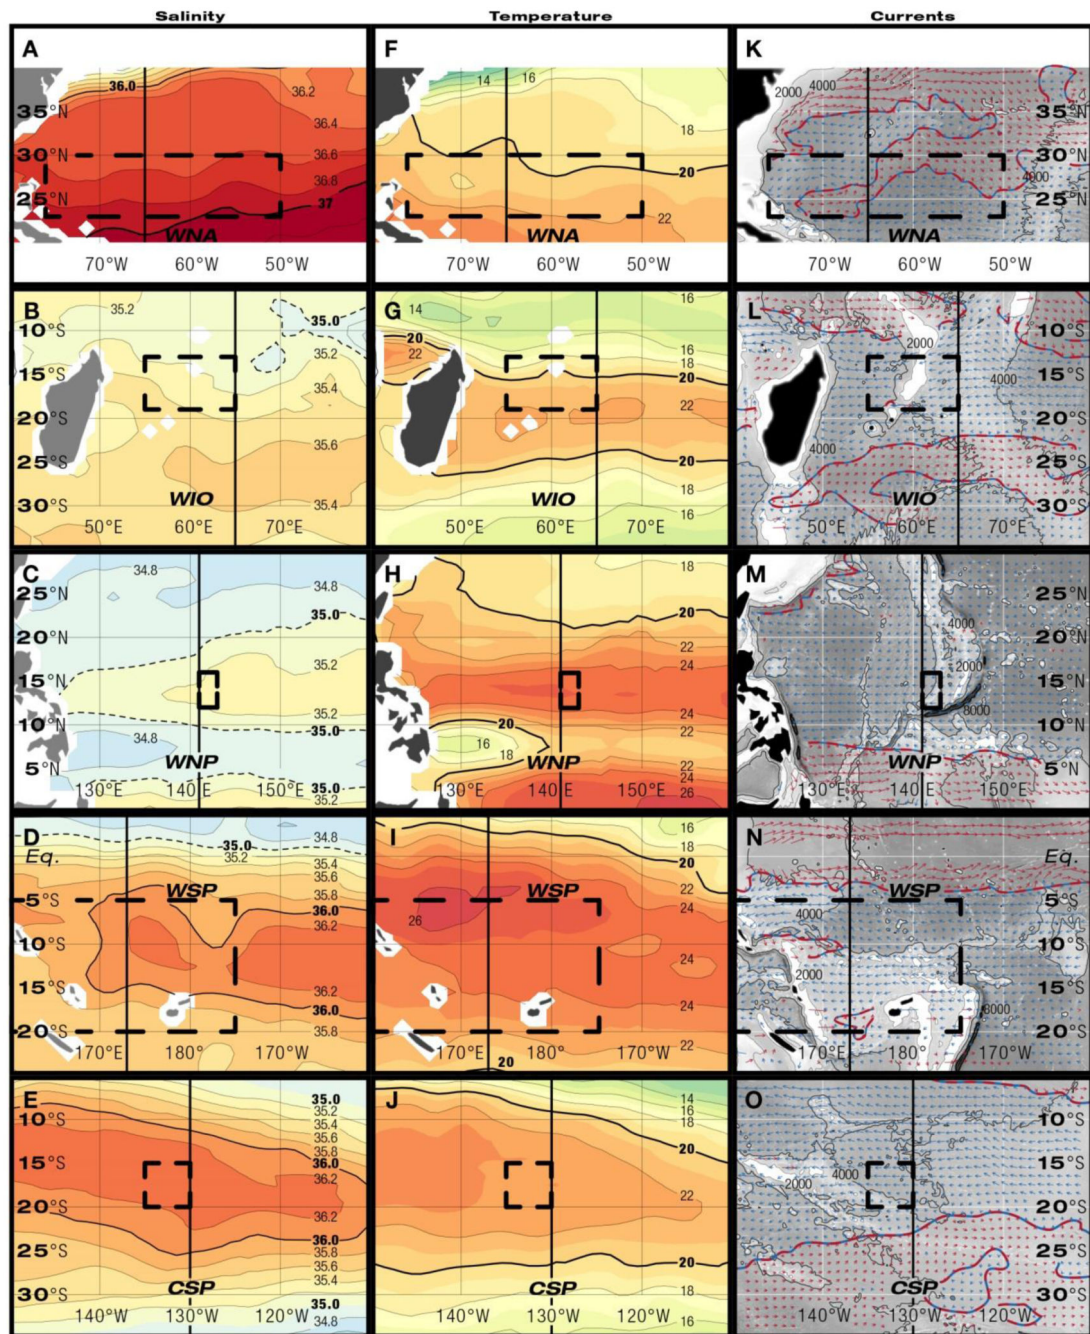 Salinity Temperature Currents
A F K
36.0 36.2 14 16 2000 4000
35°N 36.4 18 35°N
30°N 36.6 20 30°N
36.8 4000
25°N 37 22 25°N
WNA WNA WNA
70°W 60°W 50°W 70°W 60°W 50°W 70°W 60°W 50°W
B G L
35.2 35.0 16 14
10°S 20 10°S
35.2 22 16 18 2000
15°S 35.4 20 4000 15°S
20°S 22 20°S
35.6
25°S 20 4000 25°S
18
30°S WIO 35.4 WIO 16 WIO 30°S
50°E 60°E 70°E 50°E 60°E 70°E 50°E 60°E 70°E
C H M
34.8 34.8 18
25°N 35.0 20 25°N
20°N 22 4000 20°N
35.2 24
15°N 2000 15°N
35.2 24 8000
10°N 35.0 20 22 10°N
34.8 16 18
5°N WNP WNP 22 WNP 5°N
24
130°E 140°E 35.0 150°E 130°E 140°E 26 150°E 130°E 140°E 150°E
35.2
D I N
34.8 16
Eq. 35.0 18 Eq.
35.2 35.4 20
35.6
WSP 35.8 WSP 22 WSP
5°S 36.0 24 5°S
36.2 26 4000
10°S 10°S
24 2000
15°S 36.2 15°S
36.0 24 8000
20°S 35.8 22 20°S
170°E 180° 170°W 170°E 180° 170°W 170°E 180° 170°W
20
E J O
35.0 14
10°S 35.2 16 10°S
35.4 18
35.6
35.8 20
15°S 36.0 15°S
36.2 22 2000 4000
20°S 36.2 20°S
36.0
25°S 35.8 20 25°S
35.6
35.4 18
30°S CSP 35.0 CSP 16 CSP 30°S
140°W 130°W 120°W 34.8 140°W 130°W 120°W 140°W 130°W 120°W